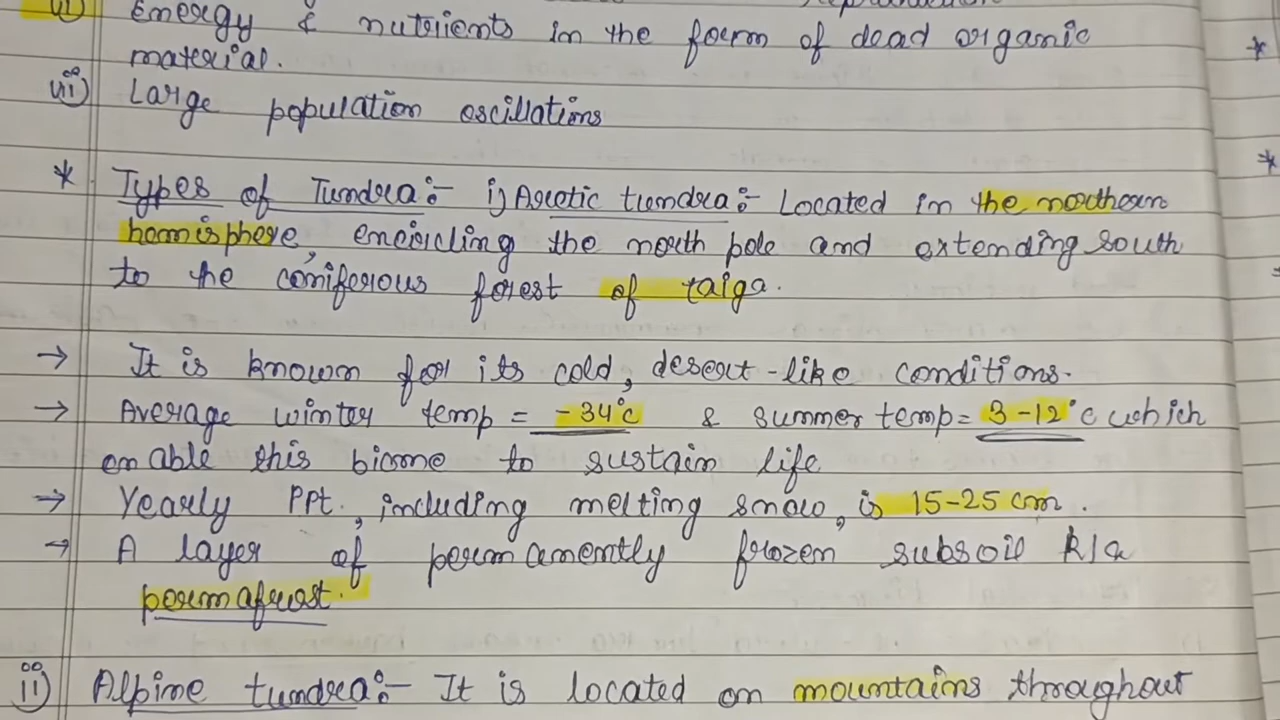 vi) Energy & nutrients in the form of dead organic
material.
vii) Large population oscillations
* Types of Tundra:- i) Arctic tundra:- Located in the northern
hemisphere, encircling the north pole and extending south
to the coniferous forest of taiga.
→ It is known for its cold, desert-like conditions.
→ Average winter temp = -34°c & summer temp = 3-12°c which
enable this biome to sustain life
→ Yearly PPt., including melting snow, is 15-25 cm.
→ A layer of permanently frozen subsoil k/a
permafrost.
ii) Alpine tundra:- It is located on mountains throughout